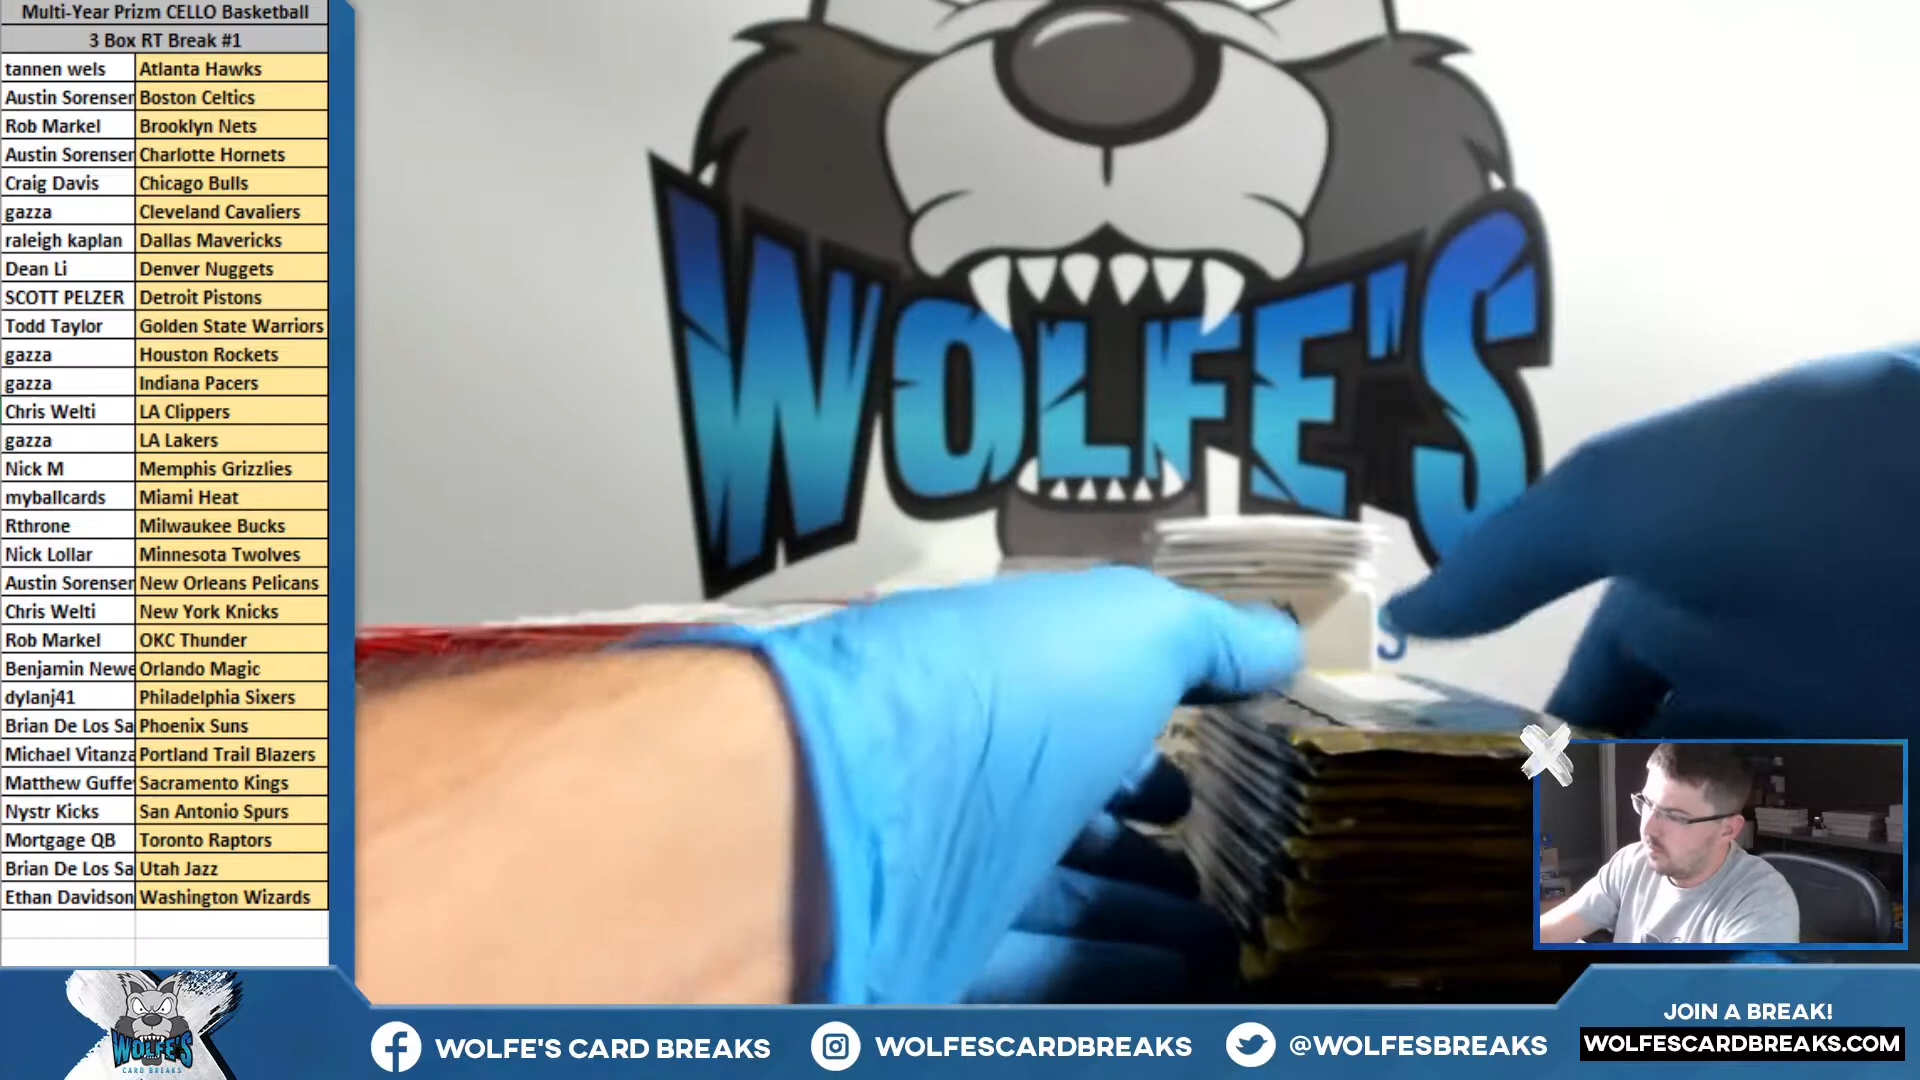 Multi-Year Prizm CELLO Basketball
3 Box RT Break #1
tannen wels Atlanta Hawks
Austin Sorensen Boston Celtics
Rob Markel Brooklyn Nets
Austin Sorensen Charlotte Hornets
Craig Davis Chicago Bulls
gazza Cleveland Cavaliers
raleigh kaplan Dallas Mavericks
Dean Li Denver Nuggets
SCOTT PELZER Detroit Pistons
Todd Taylor Golden State Warriors
gazza Houston Rockets
gazza Indiana Pacers
Chris Welti LA Clippers
gazza LA Lakers
Nick M Memphis Grizzlies
myballcards Miami Heat
Rthrone Milwaukee Bucks
Nick Lollar Minnesota Twolves
Austin Sorensen New Orleans Pelicans
Chris Welti New York Knicks
Rob Markel OKC Thunder
Benjamin Newe Orlando Magic
dylanj41 Philadelphia Sixers
Brian De Los Sa Phoenix Suns
Michael Vitanza Portland Trail Blazers
Matthew Guffey Sacramento Kings
Nystr Kicks San Antonio Spurs
Mortgage QB Toronto Raptors
Brian De Los Sa Utah Jazz
Ethan Davidson Washington Wizards
WOLFE'S
WOLFE'S
CARD BREAKS
WOLFE'S CARD BREAKS
WOLFESCARDBREAKS
@WOLFESBREAKS
JOIN A BREAK!
WOLFESCARDBREAKS.COM